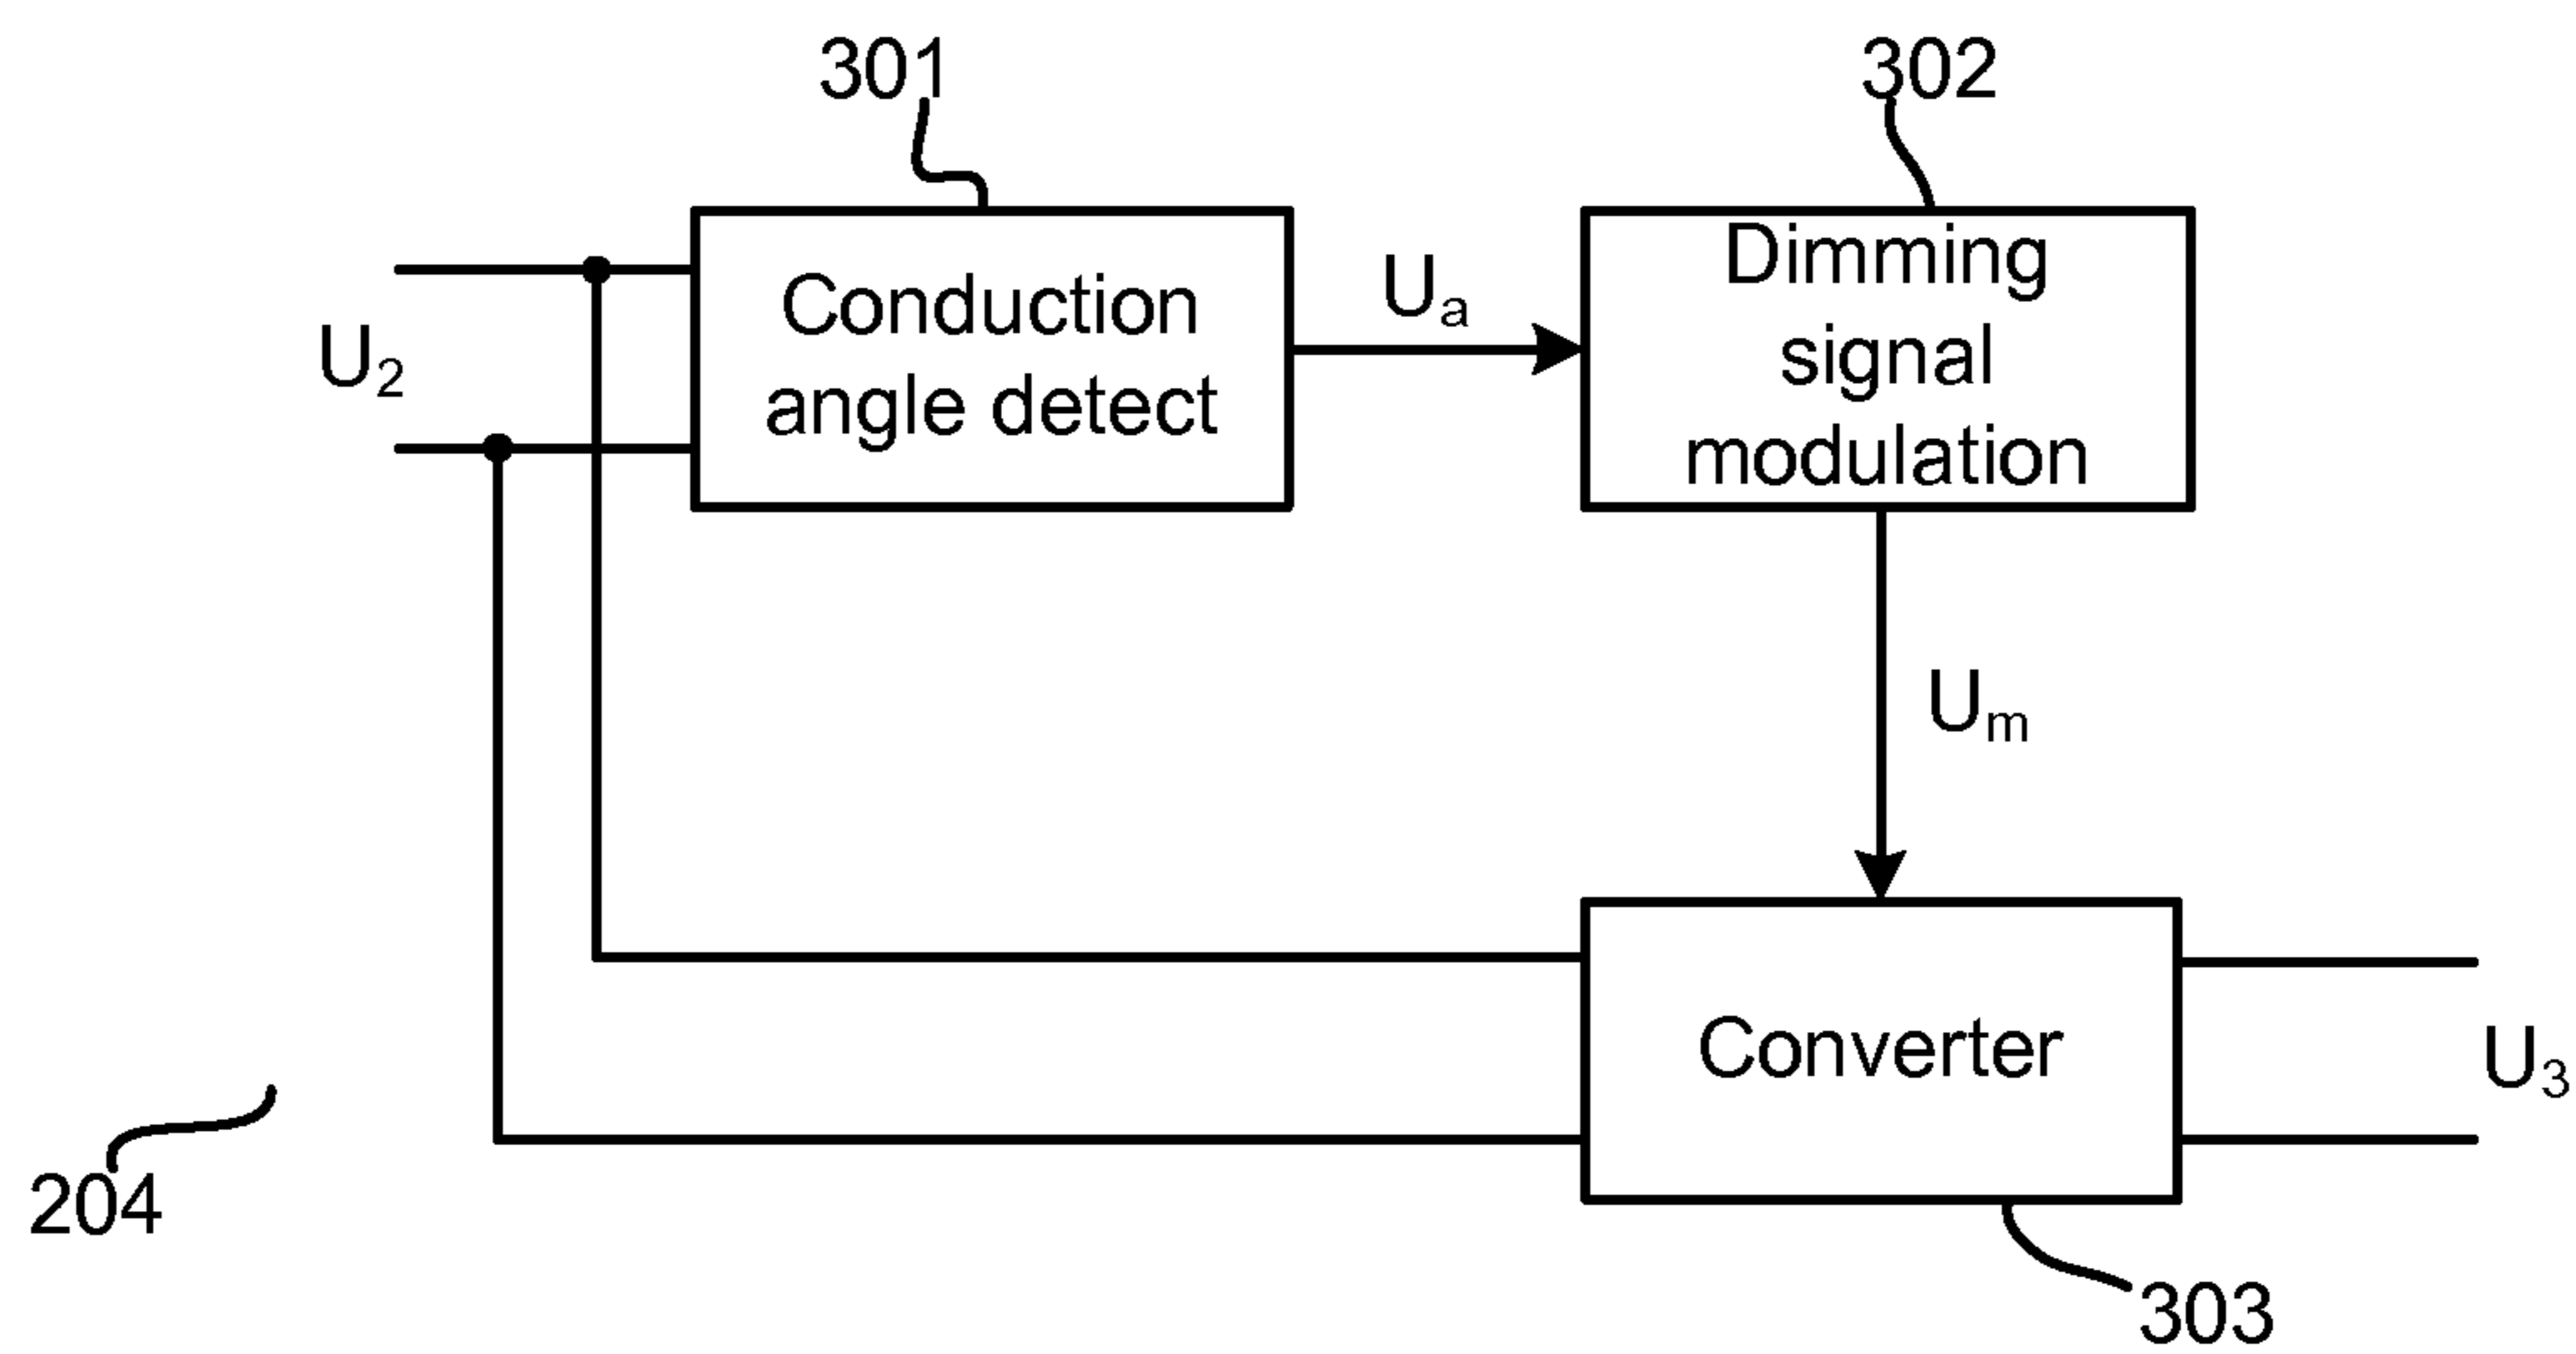 301
302
Conduction
angle detect
Dimming
signal
modulation
U₂
Uₐ
Uₘ
Converter
U₃
204
303